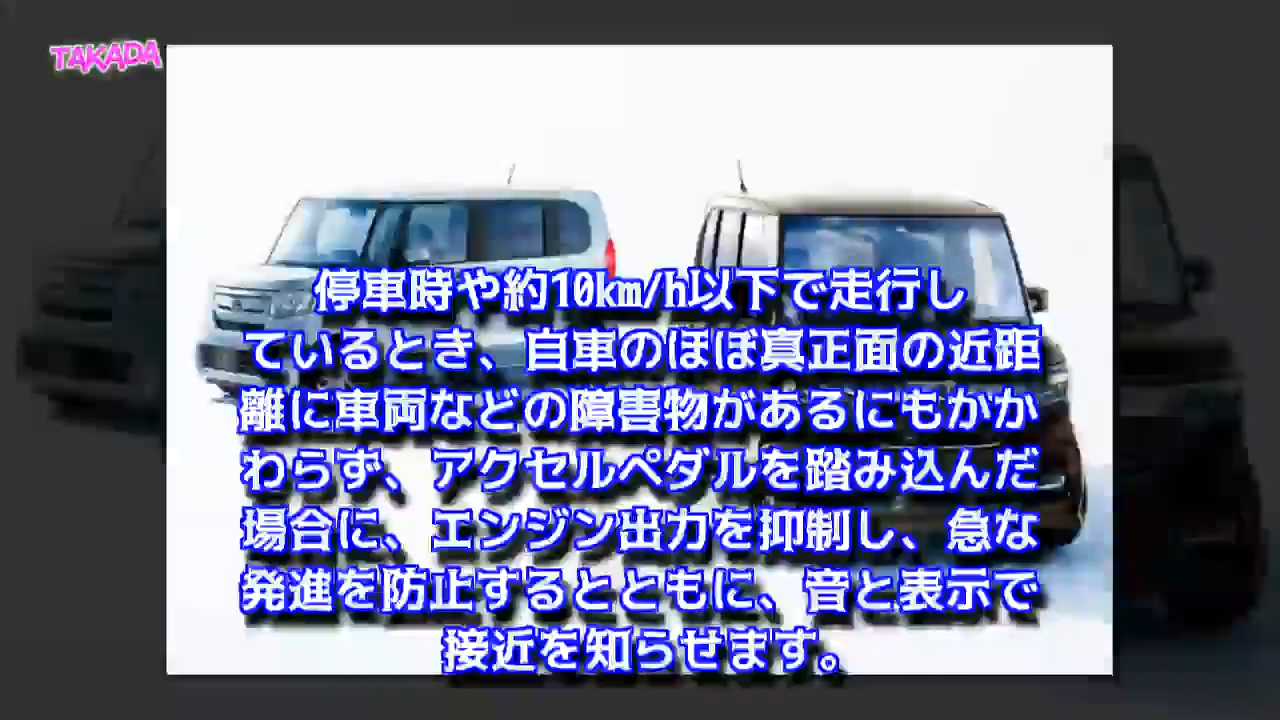 TAKADA
停車時や約10km/h以下で走行し
ているとき、自車のほぼ真正面の近距
離に車両などの障害物があるにもかか
わらず、アクセルペダルを踏み込んだ
場合に、エンジン出力を抑制し、急な
発進を防止するとともに、音と表示で
接近を知らせます。